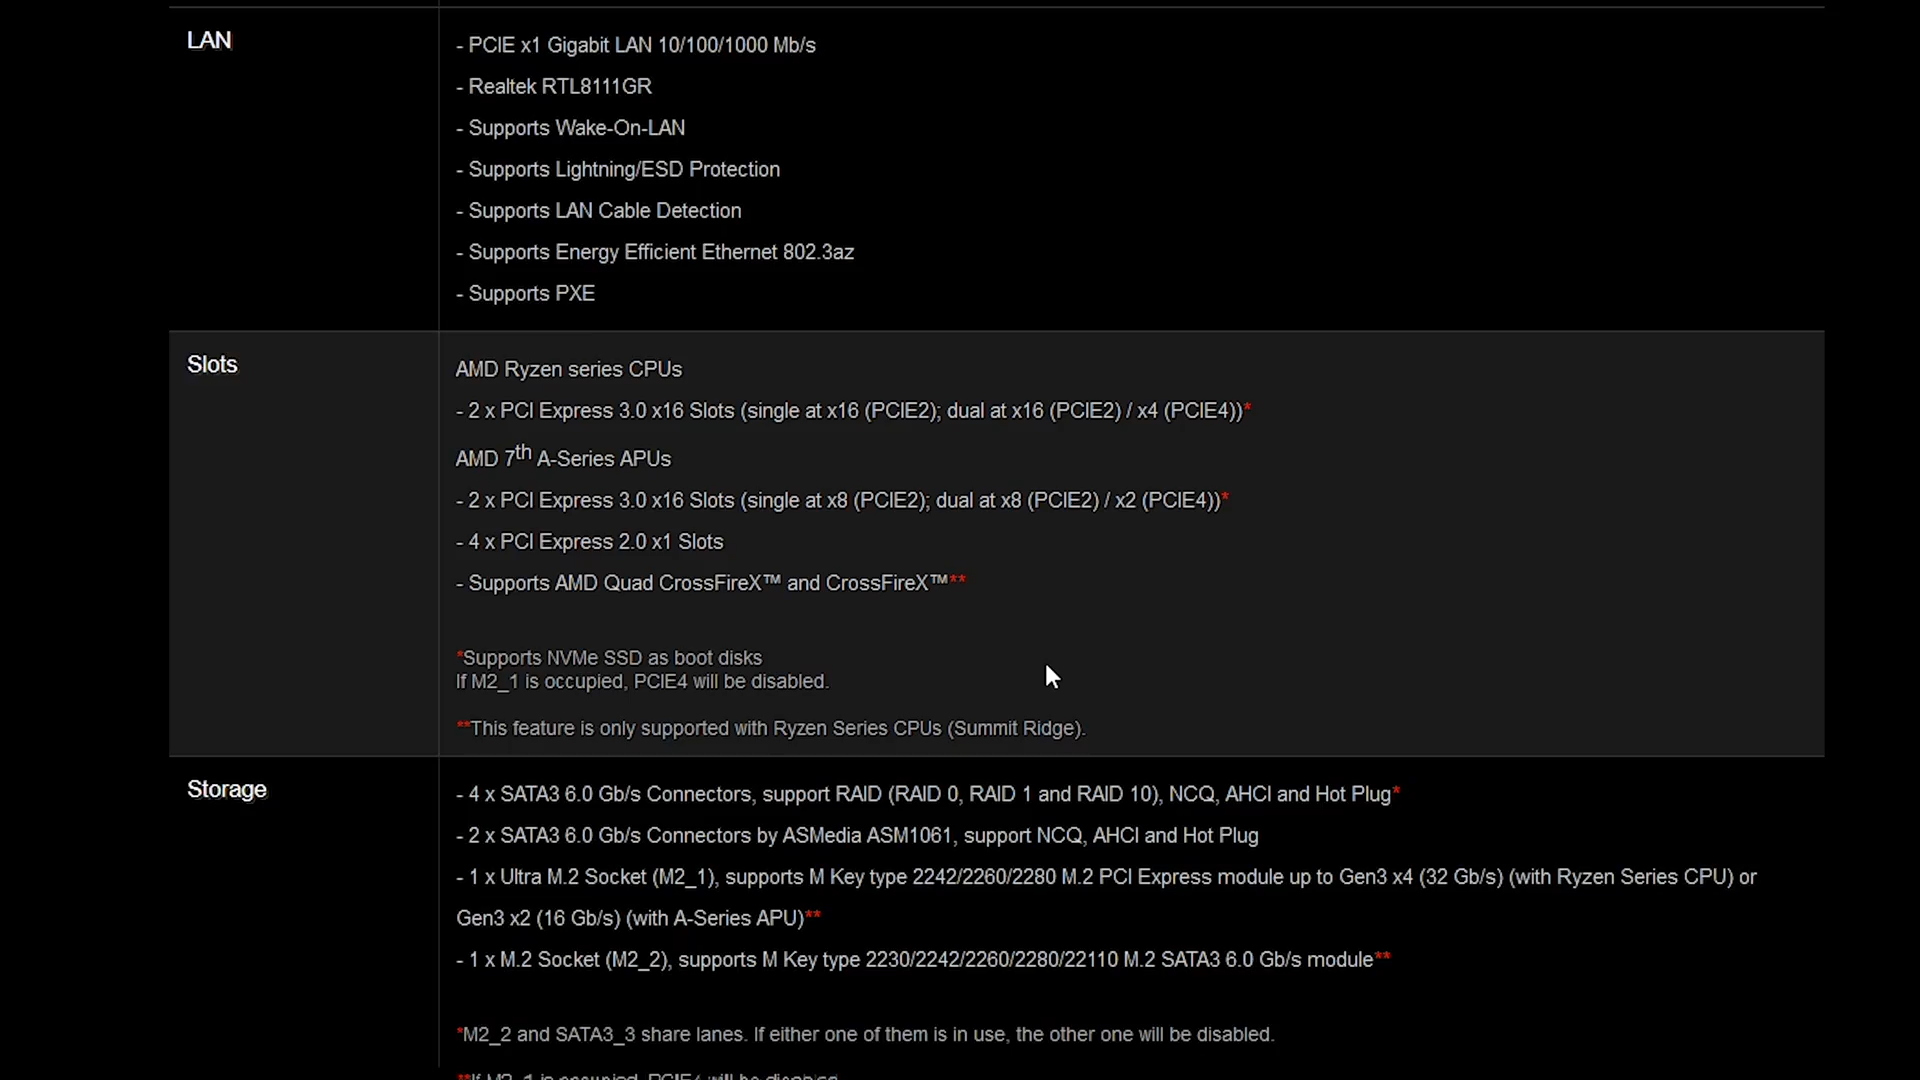 LAN
- PCIE x1 Gigabit LAN 10/100/1000 Mb/s
- Realtek RTL8111GR
- Supports Wake-On-LAN
- Supports Lightning/ESD Protection
- Supports LAN Cable Detection
- Supports Energy Efficient Ethernet 802.3az
- Supports PXE
Slots
AMD Ryzen series CPUs
- 2 x PCI Express 3.0 x16 Slots (single at x16 (PCIE2); dual at x16 (PCIE2) / x4 (PCIE4))*
AMD 7th A-Series APUs
- 2 x PCI Express 3.0 x16 Slots (single at x8 (PCIE2); dual at x8 (PCIE2) / x2 (PCIE4))*
- 4 x PCI Express 2.0 x1 Slots
- Supports AMD Quad CrossFireX™ and CrossFireX™**
*Supports NVMe SSD as boot disks
If M2_1 is occupied, PCIE4 will be disabled.
**This feature is only supported with Ryzen Series CPUs (Summit Ridge).
Storage
- 4 x SATA3 6.0 Gb/s Connectors, support RAID (RAID 0, RAID 1 and RAID 10), NCQ, AHCI and Hot Plug*
- 2 x SATA3 6.0 Gb/s Connectors by ASMedia ASM1061, support NCQ, AHCI and Hot Plug
- 1 x Ultra M.2 Socket (M2_1), supports M Key type 2242/2260/2280 M.2 PCI Express module up to Gen3 x4 (32 Gb/s) (with Ryzen Series CPU) or
Gen3 x2 (16 Gb/s) (with A-Series APU)**
- 1 x M.2 Socket (M2_2), supports M Key type 2230/2242/2260/2280/22110 M.2 SATA3 6.0 Gb/s module**
*M2_2 and SATA3_3 share lanes. If either one of them is in use, the other one will be disabled.
**If M2_1 is occupied, PCIE4 will be disabled.